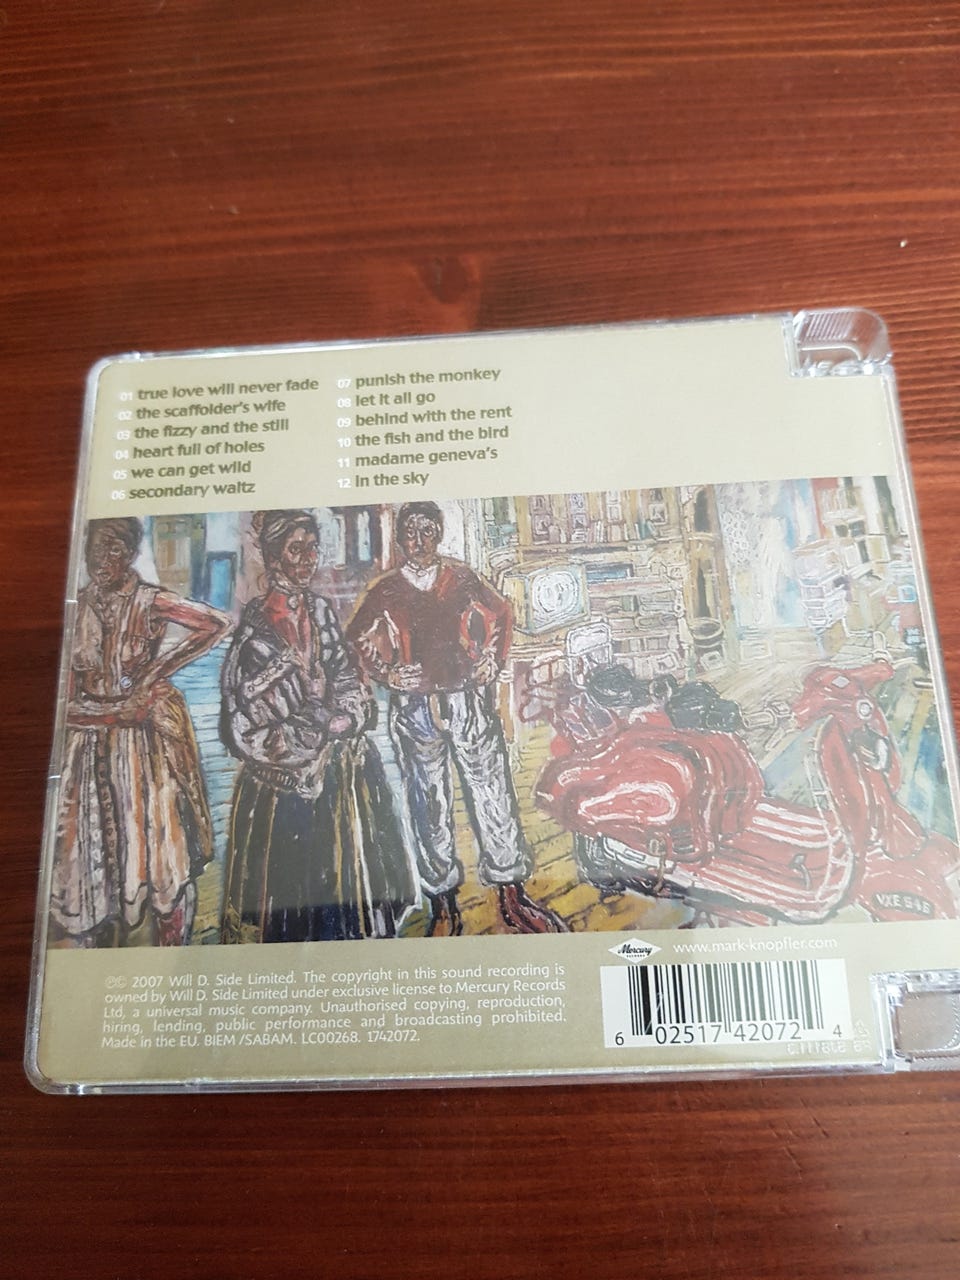 01 true love will never fade
02 the scaffolder's wife
03 the fizzy and the still
04 heart full of holes
05 we can get wild
06 secondary waltz
07 punish the monkey
08 let it all go
09 behind with the rent
10 the fish and the bird
11 madame geneva's
12 in the sky
VXE 546
Mercury
RECORDS
www.mark-knopfler.com
℗© 2007 Will D. Side Limited. The copyright in this sound recording is
owned by Will D. Side Limited under exclusive license to Mercury Records
Ltd, a universal music company. Unauthorised copying, reproduction,
hiring, lending, public performance and broadcasting prohibited.
Made in the EU. BIEM /SABAM. LC00268. 1742072.
6 02517 42072 4